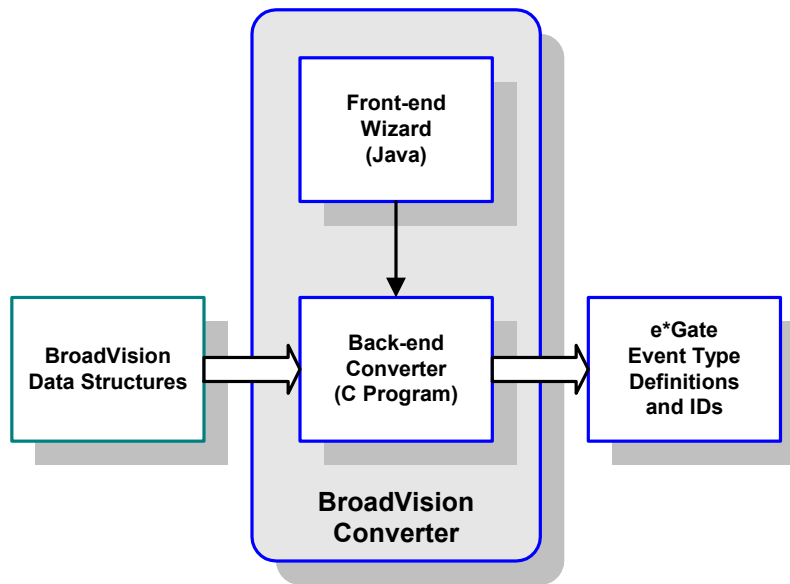 Front-end
Wizard
(Java)
BroadVision
Data Structures
Back-end
Converter
(C Program)
e*Gate
Event Type
Definitions
and IDs
BroadVision
Converter